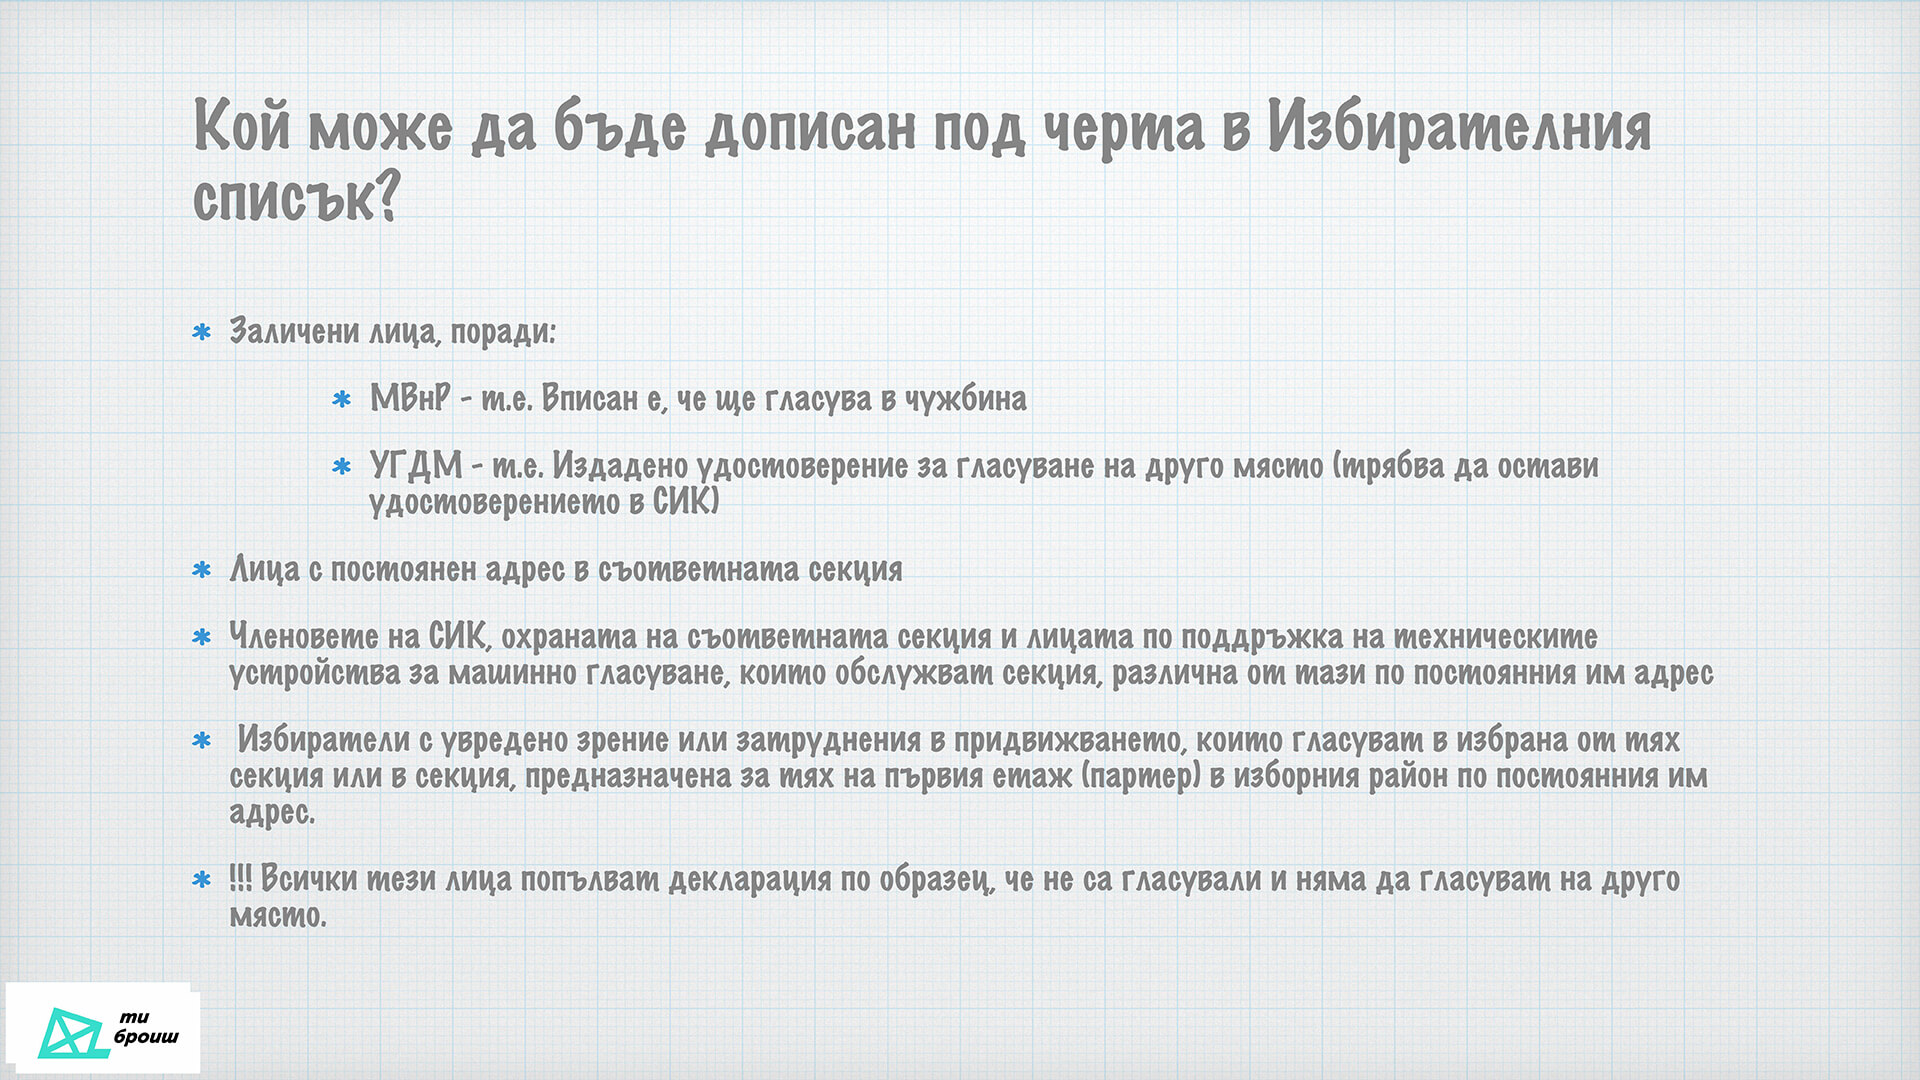 Кой може да бъде дописан под черта в Избирателния
списък?
* Заличени лица, поради:
* МВнР - т.е. Вписан е, че ще гласува в чужбина
* УГДМ - т.е. Издадено удостоверение за гласуване на друго място (трябва да остави
удостоверението в СИК)
* Лица с постоянен адрес в съответната секция
* Членовете на СИК, охраната на съответната секция и лицата по поддръжка на техническите
устройства за машинно гласуване, които обслужват секция, различна от тази по постоянния им адрес
* Избиратели с увредено зрение или затруднения в придвижването, които гласуват в избрана от тях
секция или в секция, предназначена за тях на първия етаж (партер) в изборния район по постоянния им
адрес.
* !!! Всички тези лица попълват декларация по образец, че не са гласували и няма да гласуват на друго
място.
ти
броиш